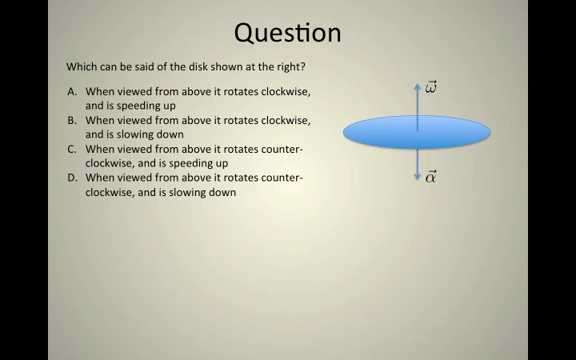 Question
Which can be said of the disk shown at the right?
A. When viewed from above it rotates clockwise,
and is speeding up
B. When viewed from above it rotates clockwise,
and is slowing down
C. When viewed from above it rotates counter-
clockwise, and is speeding up
D. When viewed from above it rotates counter-
clockwise, and is slowing down
ω⃗
α⃗